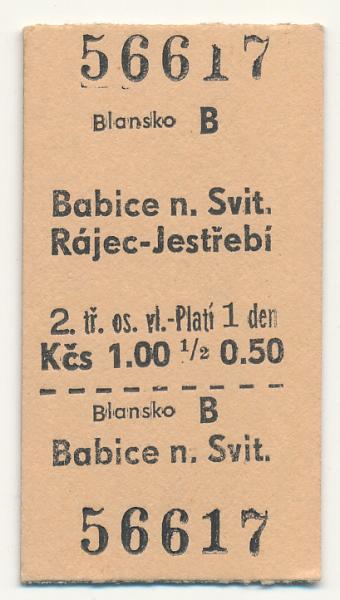 56617
Blansko B
Babice n. Svit.
Rájec-Jestřebí
2. tř. os. vl.-Platí 1 den
Kčs 1.00 1/2 0.50
Blansko B
Babice n. Svit.
56617